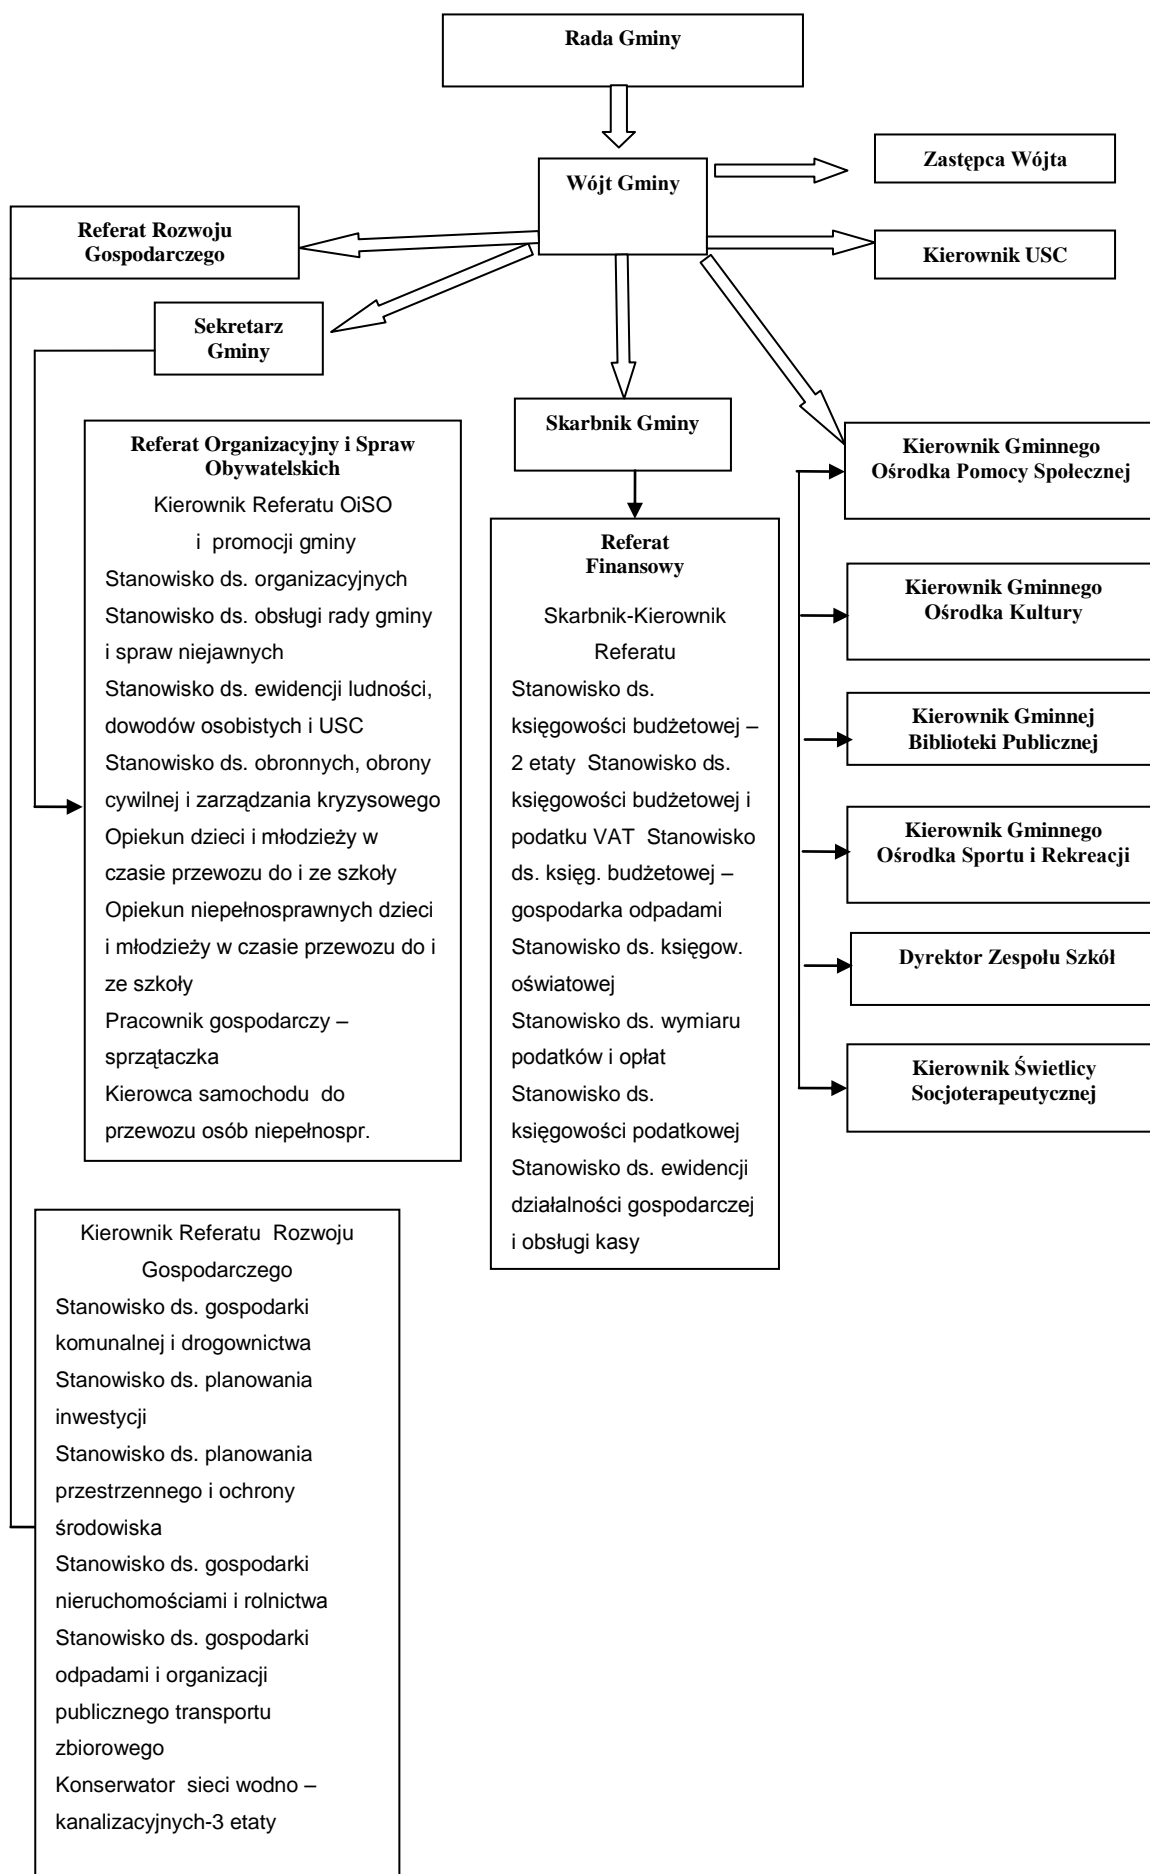 Rada Gminy
Wójt Gminy
Zastępca Wójta
Referat Rozwoju
Gospodarczego
Kierownik USC
Sekretarz
Gminy
Skarbnik Gminy
Referat Organizacyjny i Spraw
Obywatelskich
Kierownik Referatu OiSO
i promocji gminy
Stanowisko ds. organizacyjnych
Stanowisko ds. obsługi rady gminy
i spraw niejawnych
Stanowisko ds. ewidencji ludności,
dowodów osobistych i USC
Stanowisko ds. obronnych, obrony
cywilnej i zarządzania kryzysowego
Opiekun dzieci i młodzieży w
czasie przewozu do i ze szkoły
Opiekun niepełnosprawnych dzieci
i młodzieży w czasie przewozu do i
ze szkoły
Pracownik gospodarczy –
sprzątaczka
Kierowca samochodu do
przewozu osób niepełnospr.
Referat
Finansowy
Skarbnik-Kierownik
Referatu
Stanowisko ds.
księgowości budżetowej –
2 etaty Stanowisko ds.
księgowości budżetowej i
podatku VAT Stanowisko
ds. księg. budżetowej –
gospodarka odpadami
Stanowisko ds. księgow.
oświatowej
Stanowisko ds. wymiaru
podatków i opłat
Stanowisko ds.
księgowości podatkowej
Stanowisko ds. ewidencji
działalności gospodarczej
i obsługi kasy
Kierownik Gminnego
Ośrodka Pomocy Społecznej
Kierownik Gminnego
Ośrodka Kultury
Kierownik Gminnej
Biblioteki Publicznej
Kierownik Gminnego
Ośrodka Sportu i Rekreacji
Dyrektor Zespołu Szkół
Kierownik Świetlicy
Socjoterapeutycznej
Kierownik Referatu Rozwoju
Gospodarczego
Stanowisko ds. gospodarki
komunalnej i drogownictwa
Stanowisko ds. planowania
inwestycji
Stanowisko ds. planowania
przestrzennego i ochrony
środowiska
Stanowisko ds. gospodarki
nieruchomościami i rolnictwa
Stanowisko ds. gospodarki
odpadami i organizacji
publicznego transportu
zbiorowego
Konserwator sieci wodno –
kanalizacyjnych-3 etaty